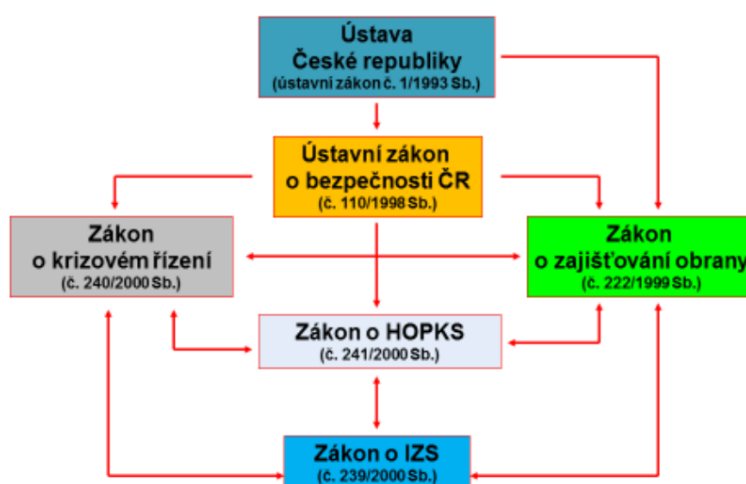 Ústava
České republiky
(ústavní zákon č. 1/1993 Sb.)
Ústavní zákon
o bezpečnosti ČR
(č. 110/1998 Sb.)
Zákon
o krizovém řízení
(č. 240/2000 Sb.)
Zákon
o zajišťování obrany
(č. 222/1999 Sb.)
Zákon o HOPKS
(č. 241/2000 Sb.)
Zákon o IZS
(č. 239/2000 Sb.)